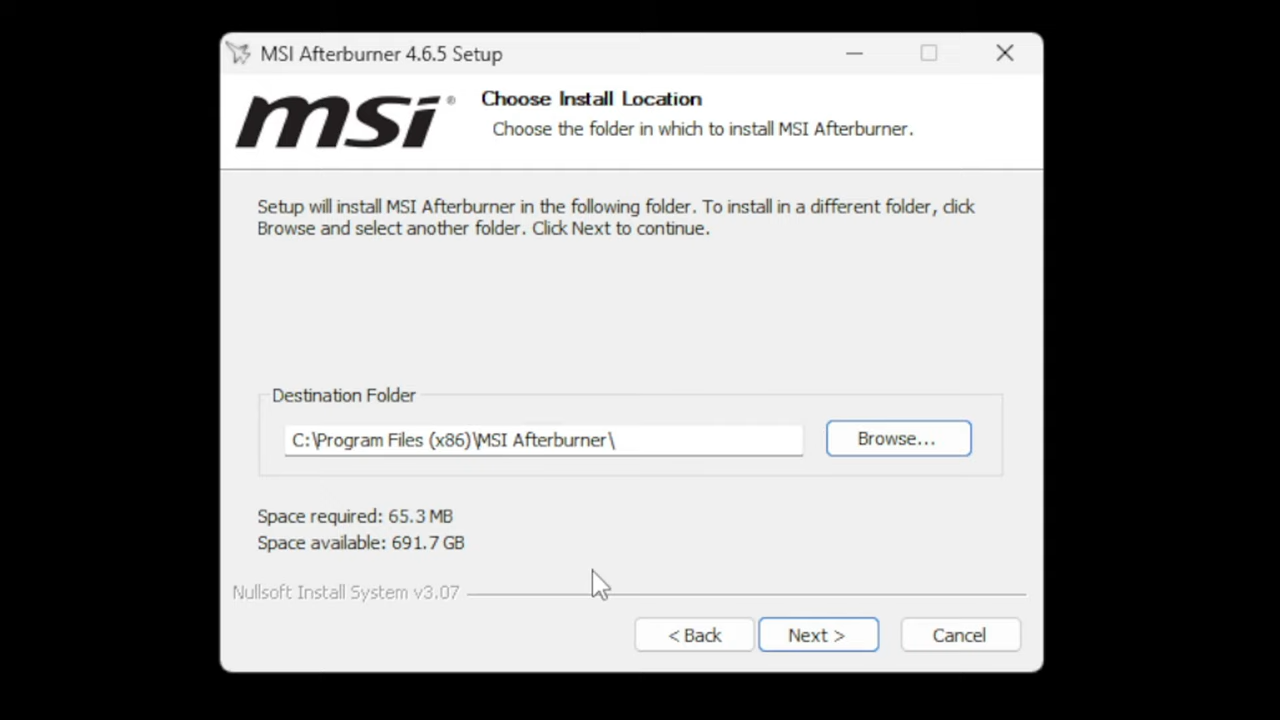 MSI Afterburner 4.6.5 Setup
msi®
Choose Install Location
Choose the folder in which to install MSI Afterburner.
Setup will install MSI Afterburner in the following folder. To install in a different folder, click
Browse and select another folder. Click Next to continue.
Destination Folder
C:\Program Files (x86)\MSI Afterburner\
Browse...
Space required: 65.3 MB
Space available: 691.7 GB
Nullsoft Install System v3.07
< Back
Next >
Cancel